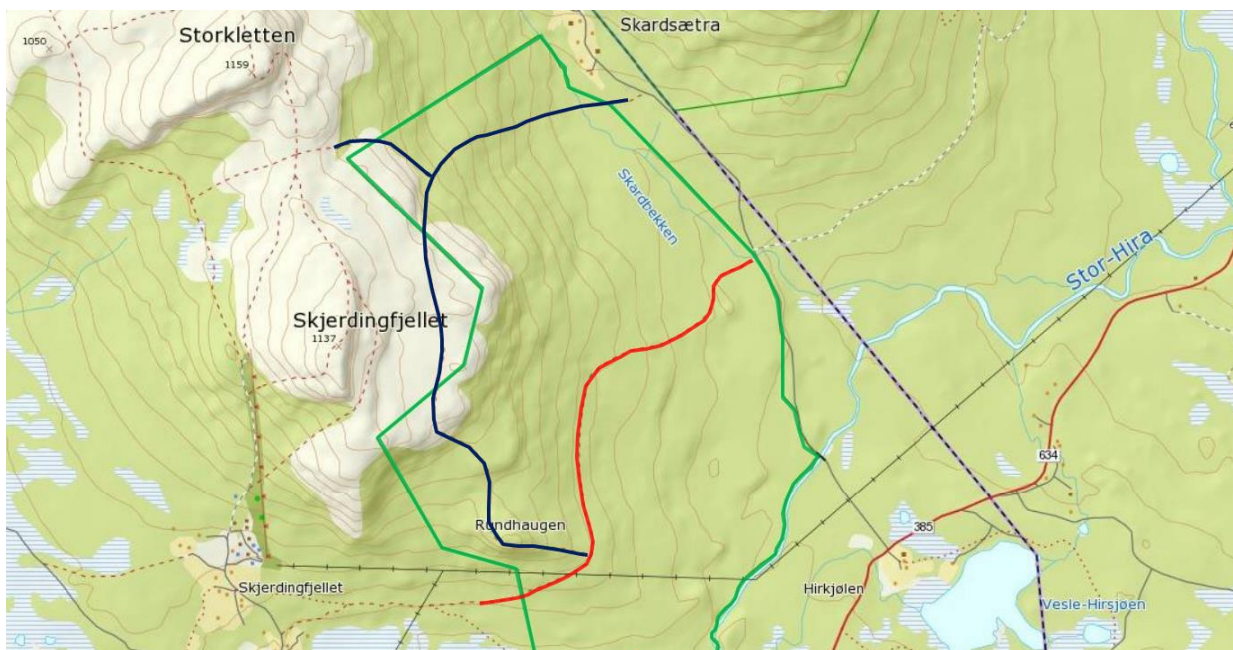 Skardsætra
Storkletten
1050
1159
Skardbekken
Stor-Hira
Skjerdingfjellet
1137
634
Rundhaugen
385
Skjerdingfjellet
Hirkjølen
Vesle-Hirsjøen